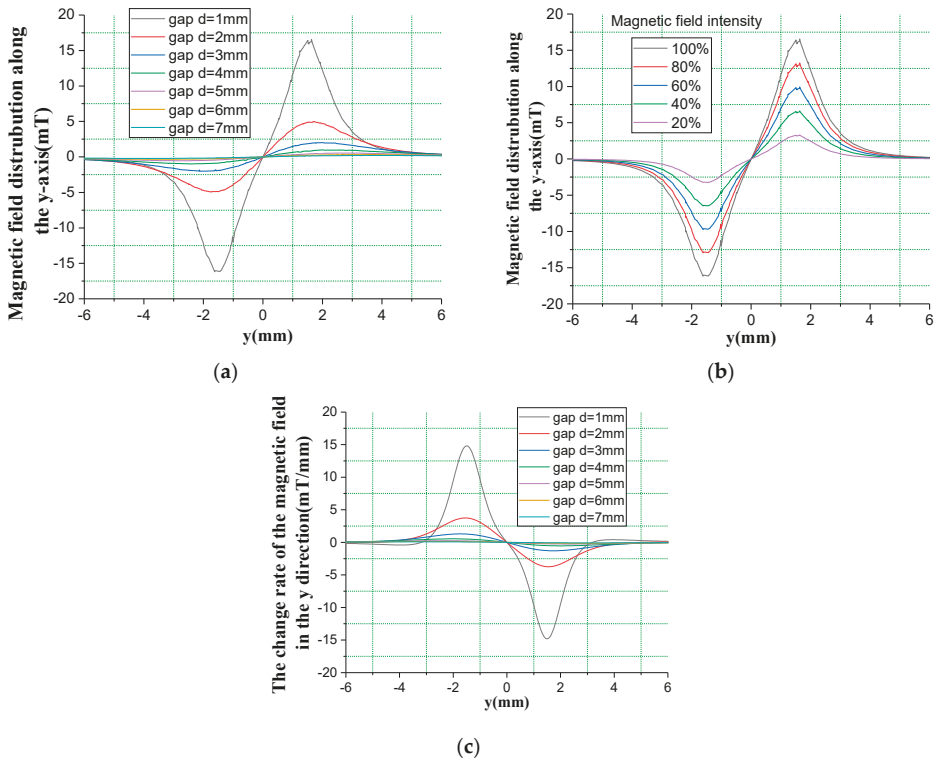 Magnetic field distrubution along
the y-axis(mT)
20
15
10
5
0
-5
-10
-15
-20
gap d=1mm
gap d=2mm
gap d=3mm
gap d=4mm
gap d=5mm
gap d=6mm
gap d=7mm
-6
-4
-2
0
2
4
6
y(mm)
(a)
Magnetic field distrubution along
the y-axis(mT)
20
15
10
5
0
-5
-10
-15
-20
Magnetic field intensity
100%
80%
60%
40%
20%
-6
-4
-2
0
2
4
6
y(mm)
(b)
The change rate of the magnetic field
in the y direction(mT/mm)
20
15
10
5
0
-5
-10
-15
-20
gap d=1mm
gap d=2mm
gap d=3mm
gap d=4mm
gap d=5mm
gap d=6mm
gap d=7mm
-6
-4
-2
0
2
4
6
y(mm)
(c)